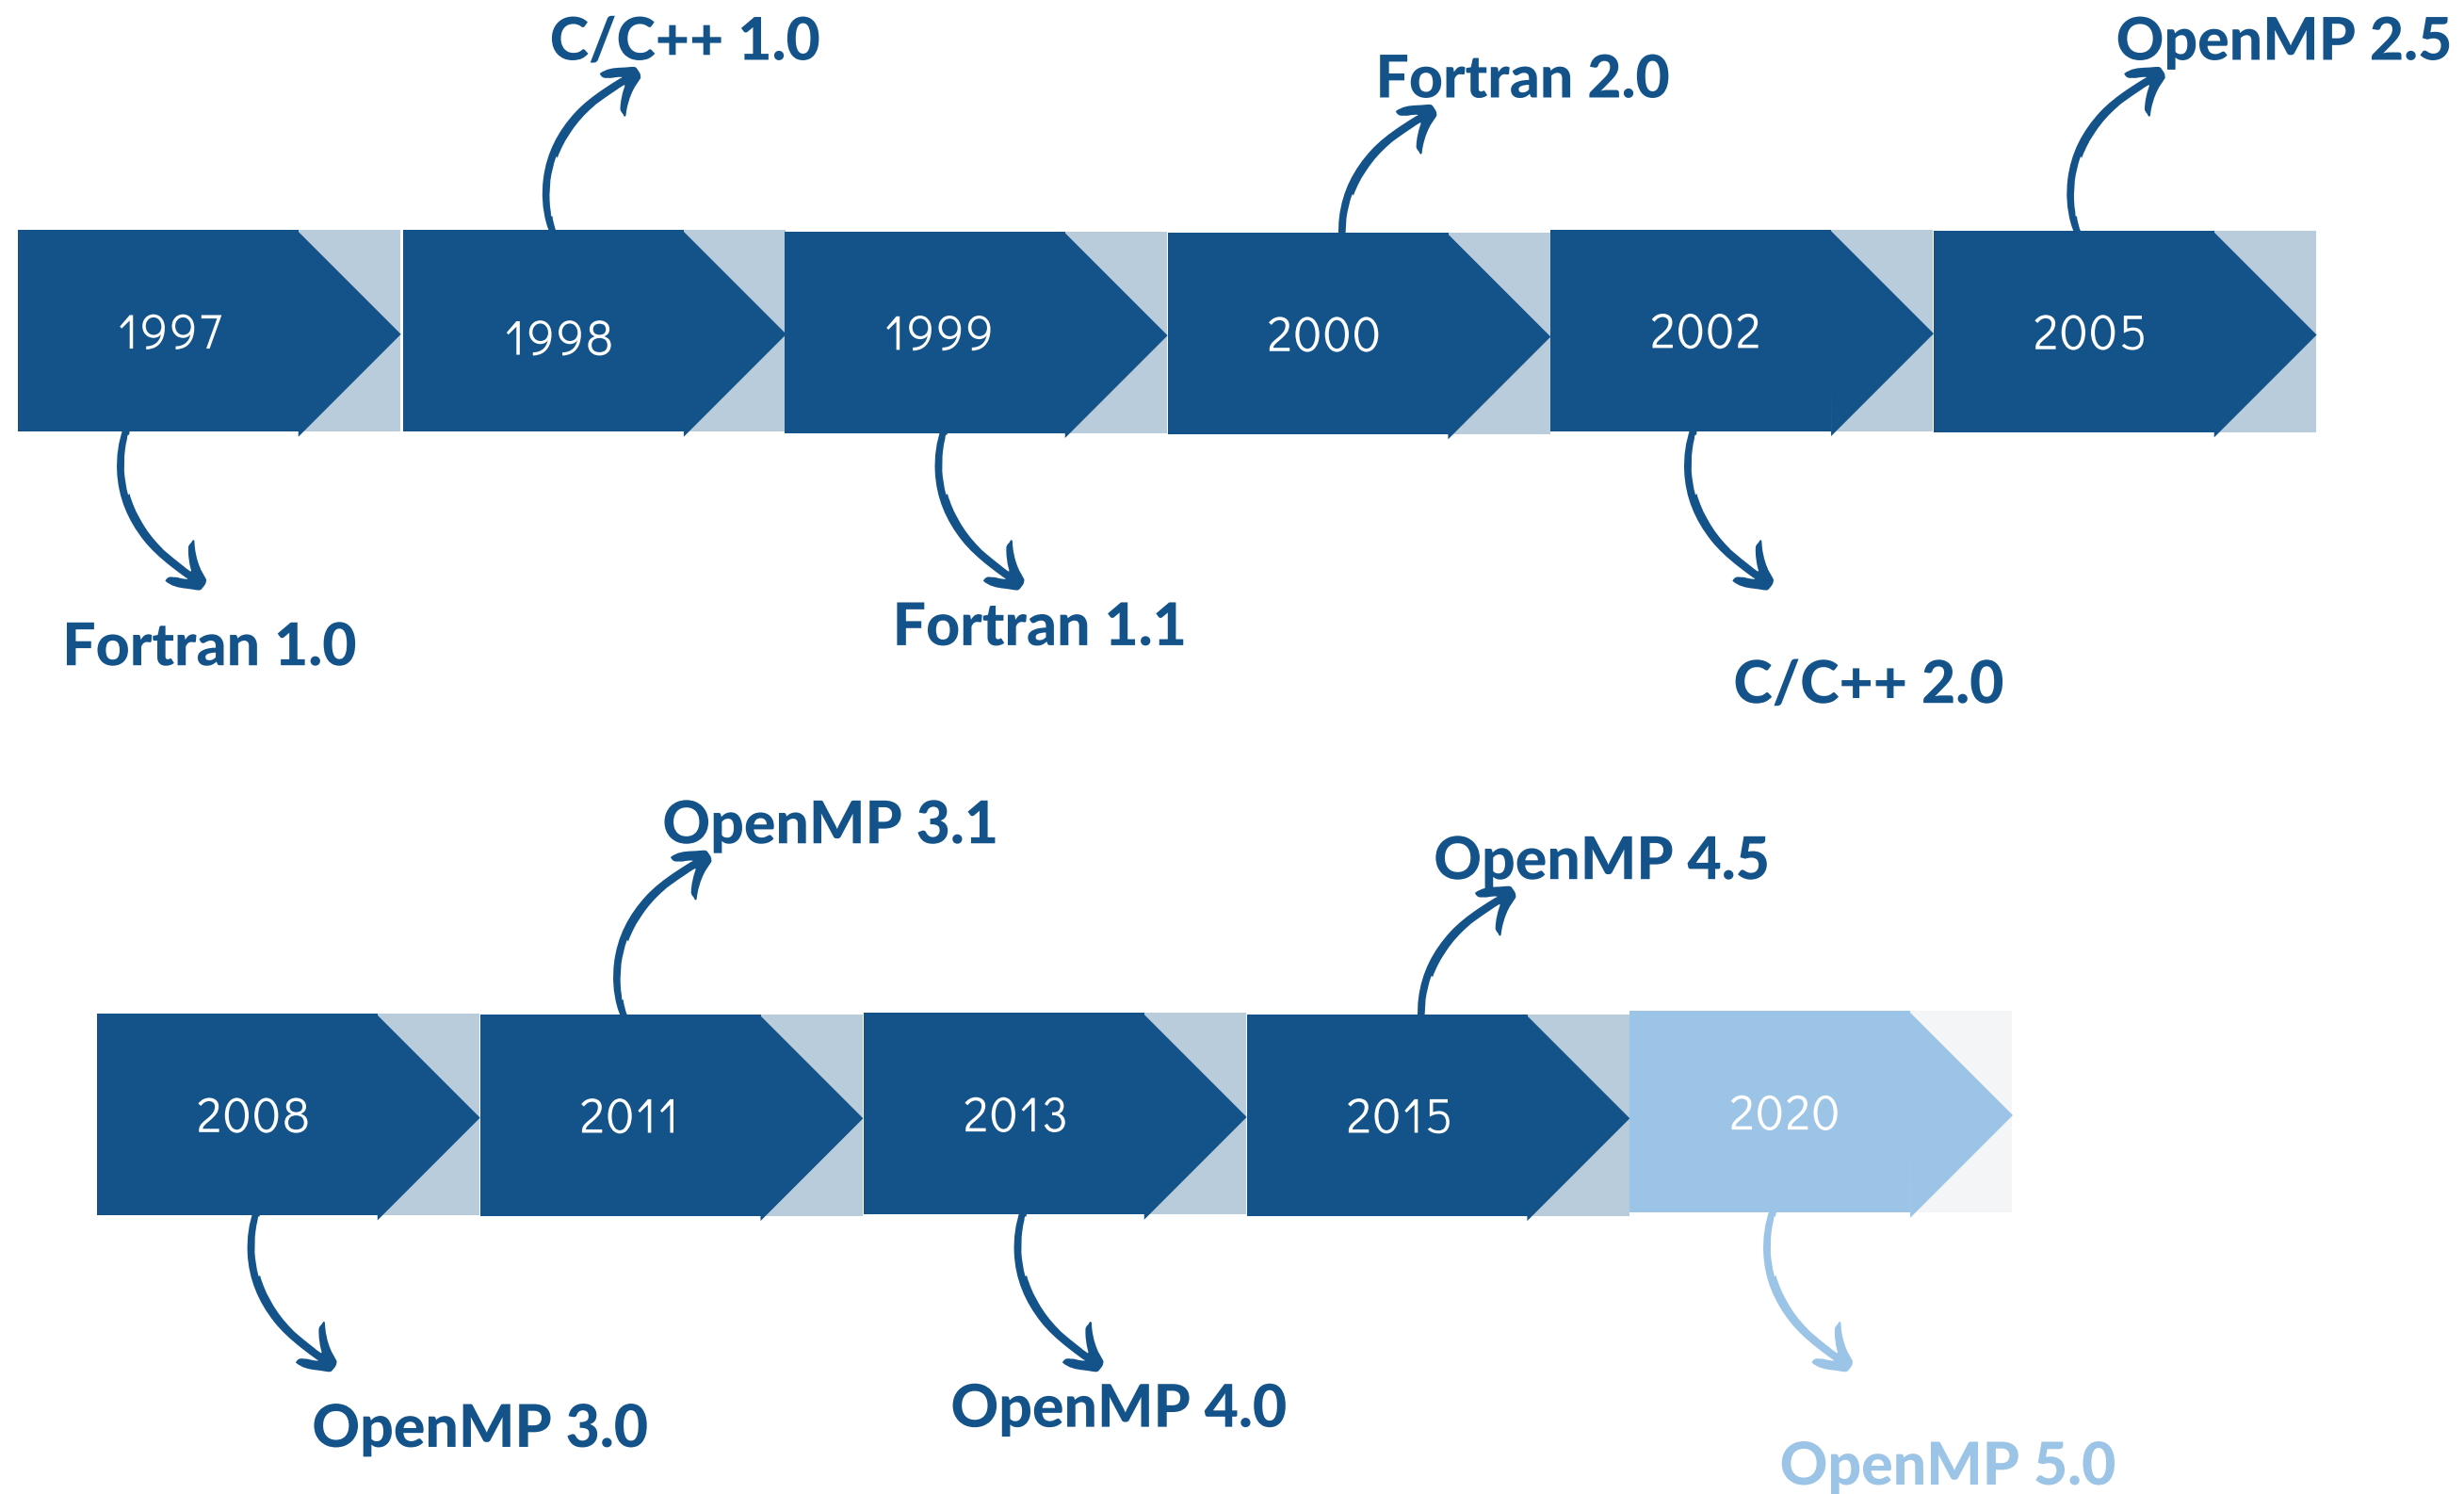 C/C++ 1.0
Fortran 2.0
OpenMP 2.5
1997
1998
1999
2000
2002
2005
Fortran 1.0
Fortran 1.1
C/C++ 2.0
OpenMP 3.1
OpenMP 4.5
2008
2011
2013
2015
2020
OpenMP 3.0
OpenMP 4.0
OpenMP 5.0